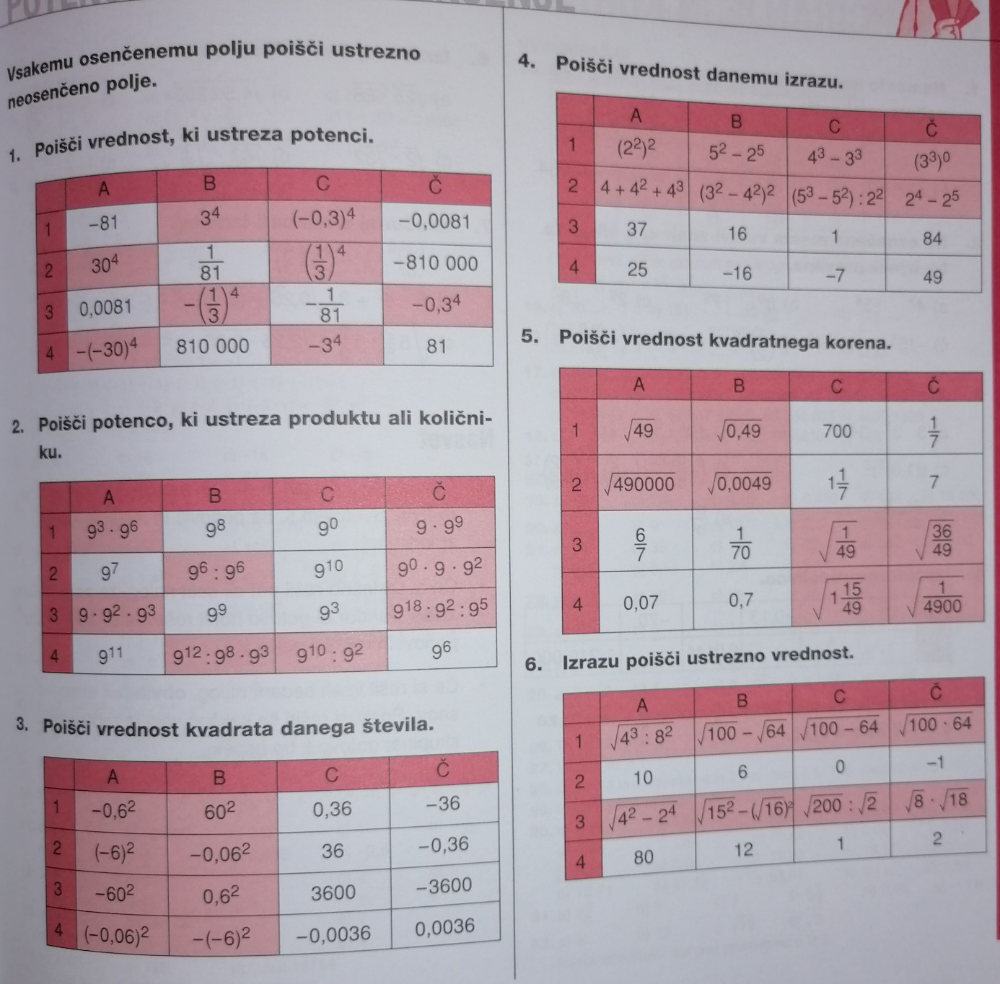 Vsakemu osenčenemu polju poišči ustrezno
neosenčeno polje.
1. Poišči vrednost, ki ustreza potenci.
A B C Č
1 −81 3⁴ (−0,3)⁴ −0,0081
2 30⁴ 1/81 (1/3)⁴ −810 000
3 0,0081 −(1/3)⁴ −1/81 −0,3⁴
4 −(−30)⁴ 810 000 −3⁴ 81
2. Poišči potenco, ki ustreza produktu ali količni-
ku.
A B C Č
1 9³ · 9⁶ 9⁸ 9⁰ 9 · 9⁹
2 9⁷ 9⁶ : 9⁶ 9¹⁰ 9⁰ · 9 · 9²
3 9 · 9² · 9³ 9⁹ 9³ 9¹⁸ : 9² : 9⁵
4 9¹¹ 9¹² : 9⁸ · 9³ 9¹⁰ : 9² 9⁶
3. Poišči vrednost kvadrata danega števila.
A B C Č
1 −0,6² 60² 0,36 −36
2 (−6)² −0,06² 36 −0,36
3 −60² 0,6² 3600 −3600
4 (−0,06)² −(−6)² −0,0036 0,0036
4. Poišči vrednost danemu izrazu.
A B C Č
1 (2²)² 5² − 2⁵ 4³ − 3³ (3³)⁰
2 4 + 4² + 4³ (3² − 4²)² (5³ − 5²) : 2² 2⁴ − 2⁵
3 37 16 1 84
4 25 −16 −7 49
5. Poišči vrednost kvadratnega korena.
A B C Č
1 √49 √0,49 700 1/7
2 √490000 √0,0049 1 1/7 7
3 6/7 1/70 √(1/49) √(36/49)
4 0,07 0,7 √(1 15/49) √(1/4900)
6. Izrazu poišči ustrezno vrednost.
A B C Č
1 √(4³ : 8²) √100 − √64 √(100 − 64) √(100 · 64)
2 10 6 0 −1
3 √(4² − 2⁴) √15² − (√16)² √200 : √2 √8 · √18
4 80 12 1 2